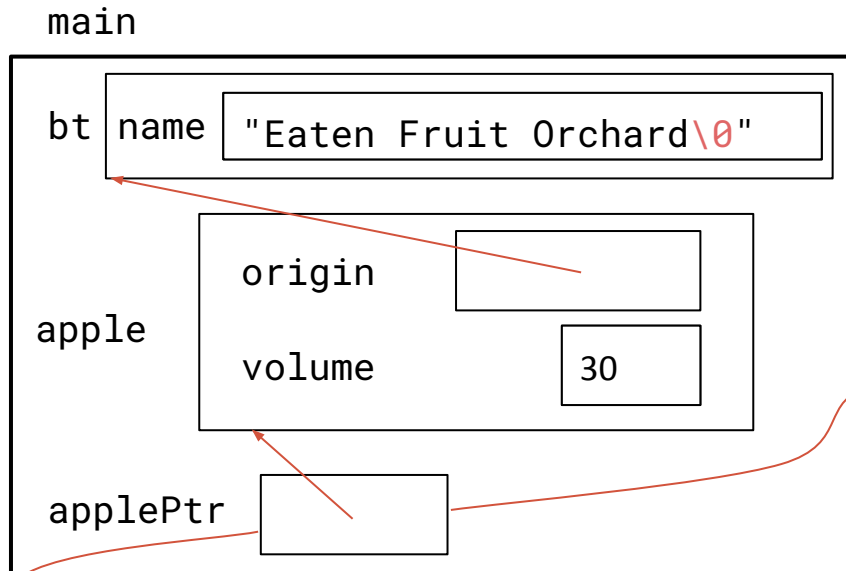 main
bt name "Eaten Fruit Orchard\0"
origin
apple
volume 30
applePtr